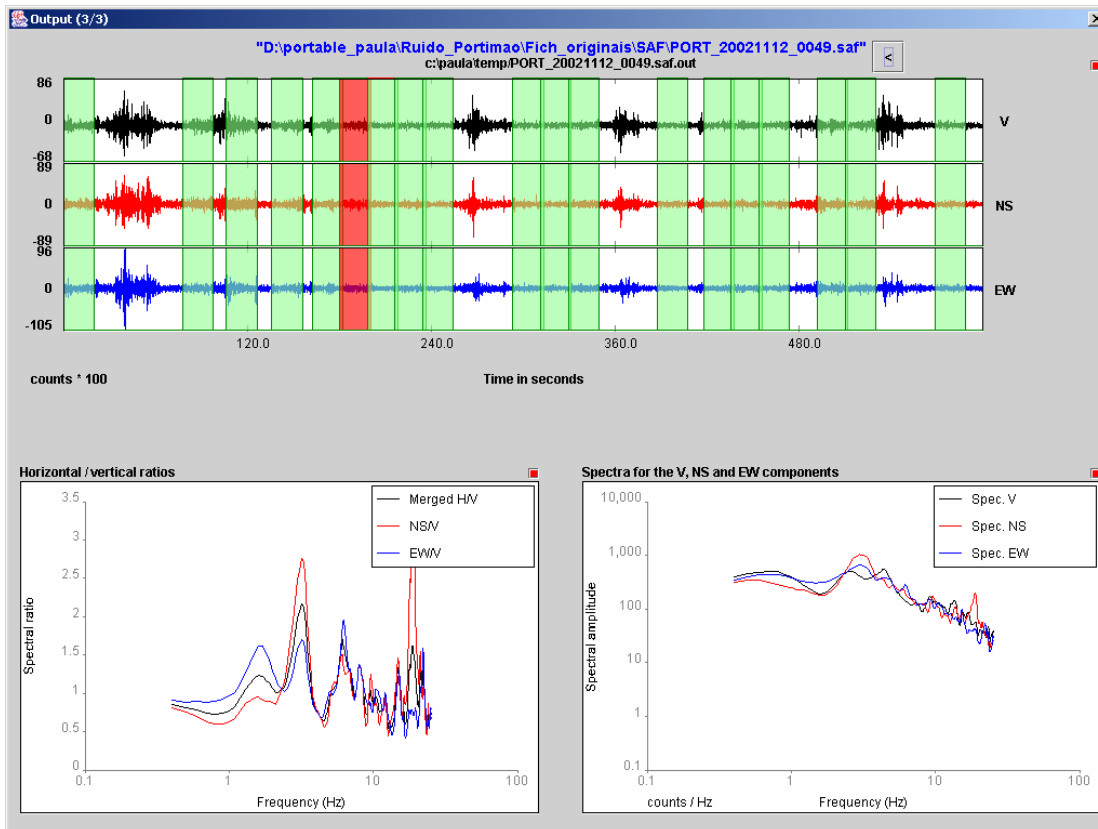 Output (3/3)
"D:\portable_paula\Ruido_Portimao\Fich_originais\SAF\PORT_20021112_0049.saf"
c:\paula\temp/PORT_20021112_0049.saf.out
<
86
0
-68
V
89
0
-89
NS
96
0
-105
EW
120.0 240.0 360.0 480.0
counts * 100 Time in seconds
Horizontal / vertical ratios
3.5
3
2.5
2
1.5
1
0.5
0
Spectral ratio
Merged H/V
NS/V
EW/V
0.1 1 10 100
Frequency (Hz)
Spectra for the V, NS and EW components
10,000
1,000
100
10
1
0.1
Spectral amplitude
Spec. V
Spec. NS
Spec. EW
0.1 1 10 100
counts / Hz Frequency (Hz)